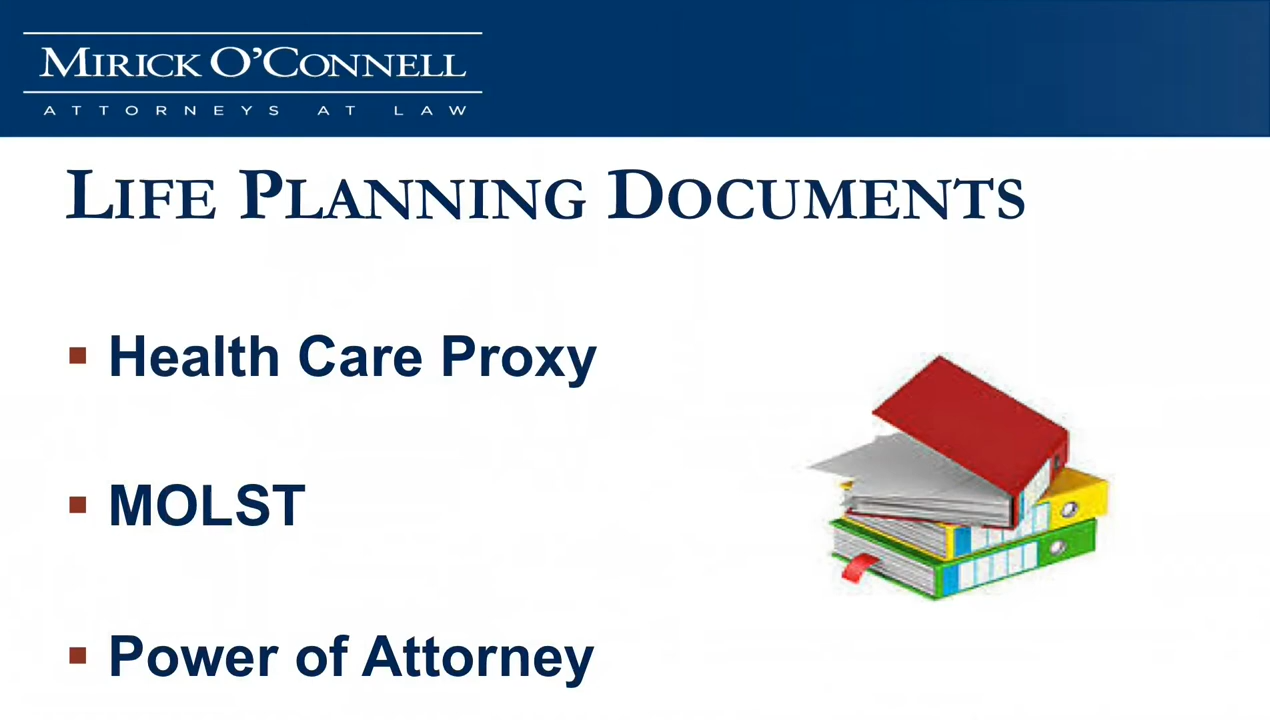 MIRICK O'CONNELL
ATTORNEYS AT LAW
LIFE PLANNING DOCUMENTS
▪ Health Care Proxy
▪ MOLST
▪ Power of Attorney